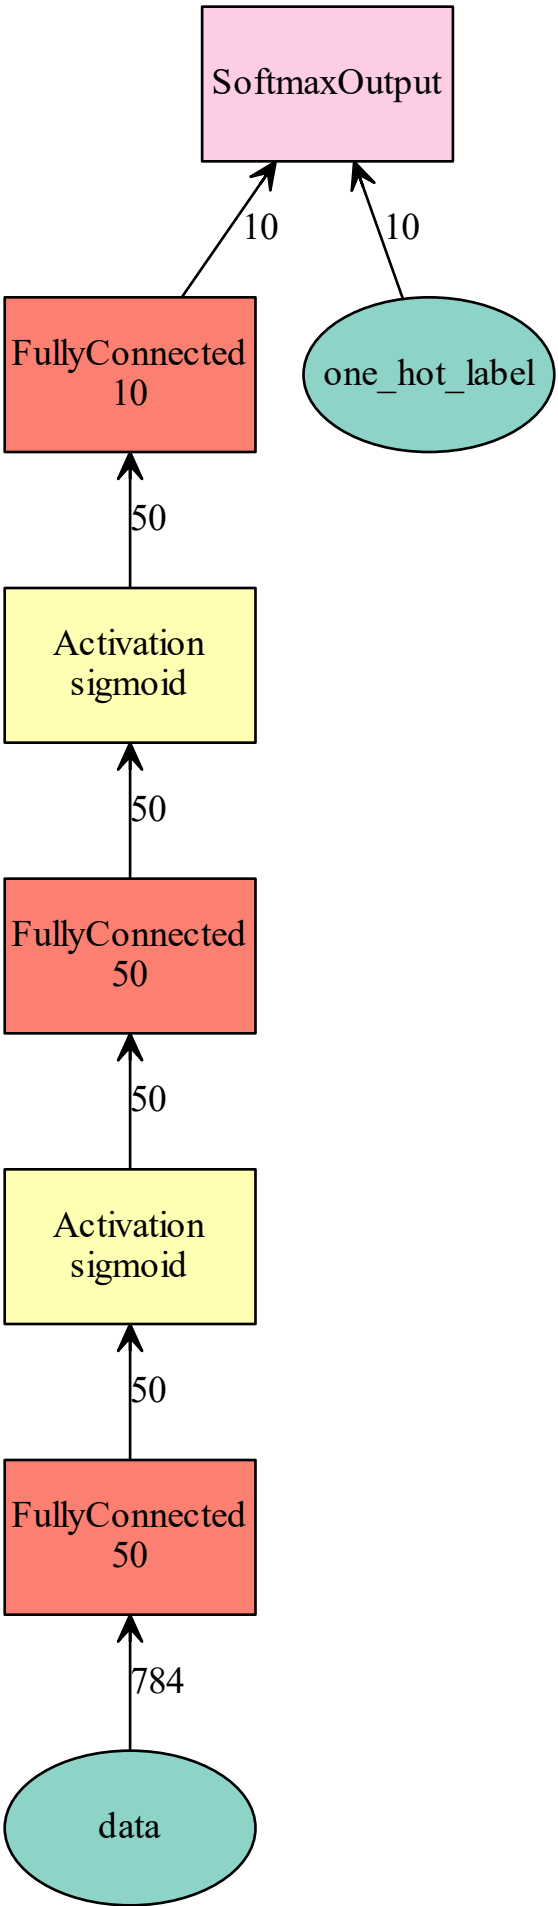 SoftmaxOutput
10
10
FullyConnected
10
one_hot_label
50
Activation
sigmoid
50
FullyConnected
50
50
Activation
sigmoid
50
FullyConnected
50
784
data